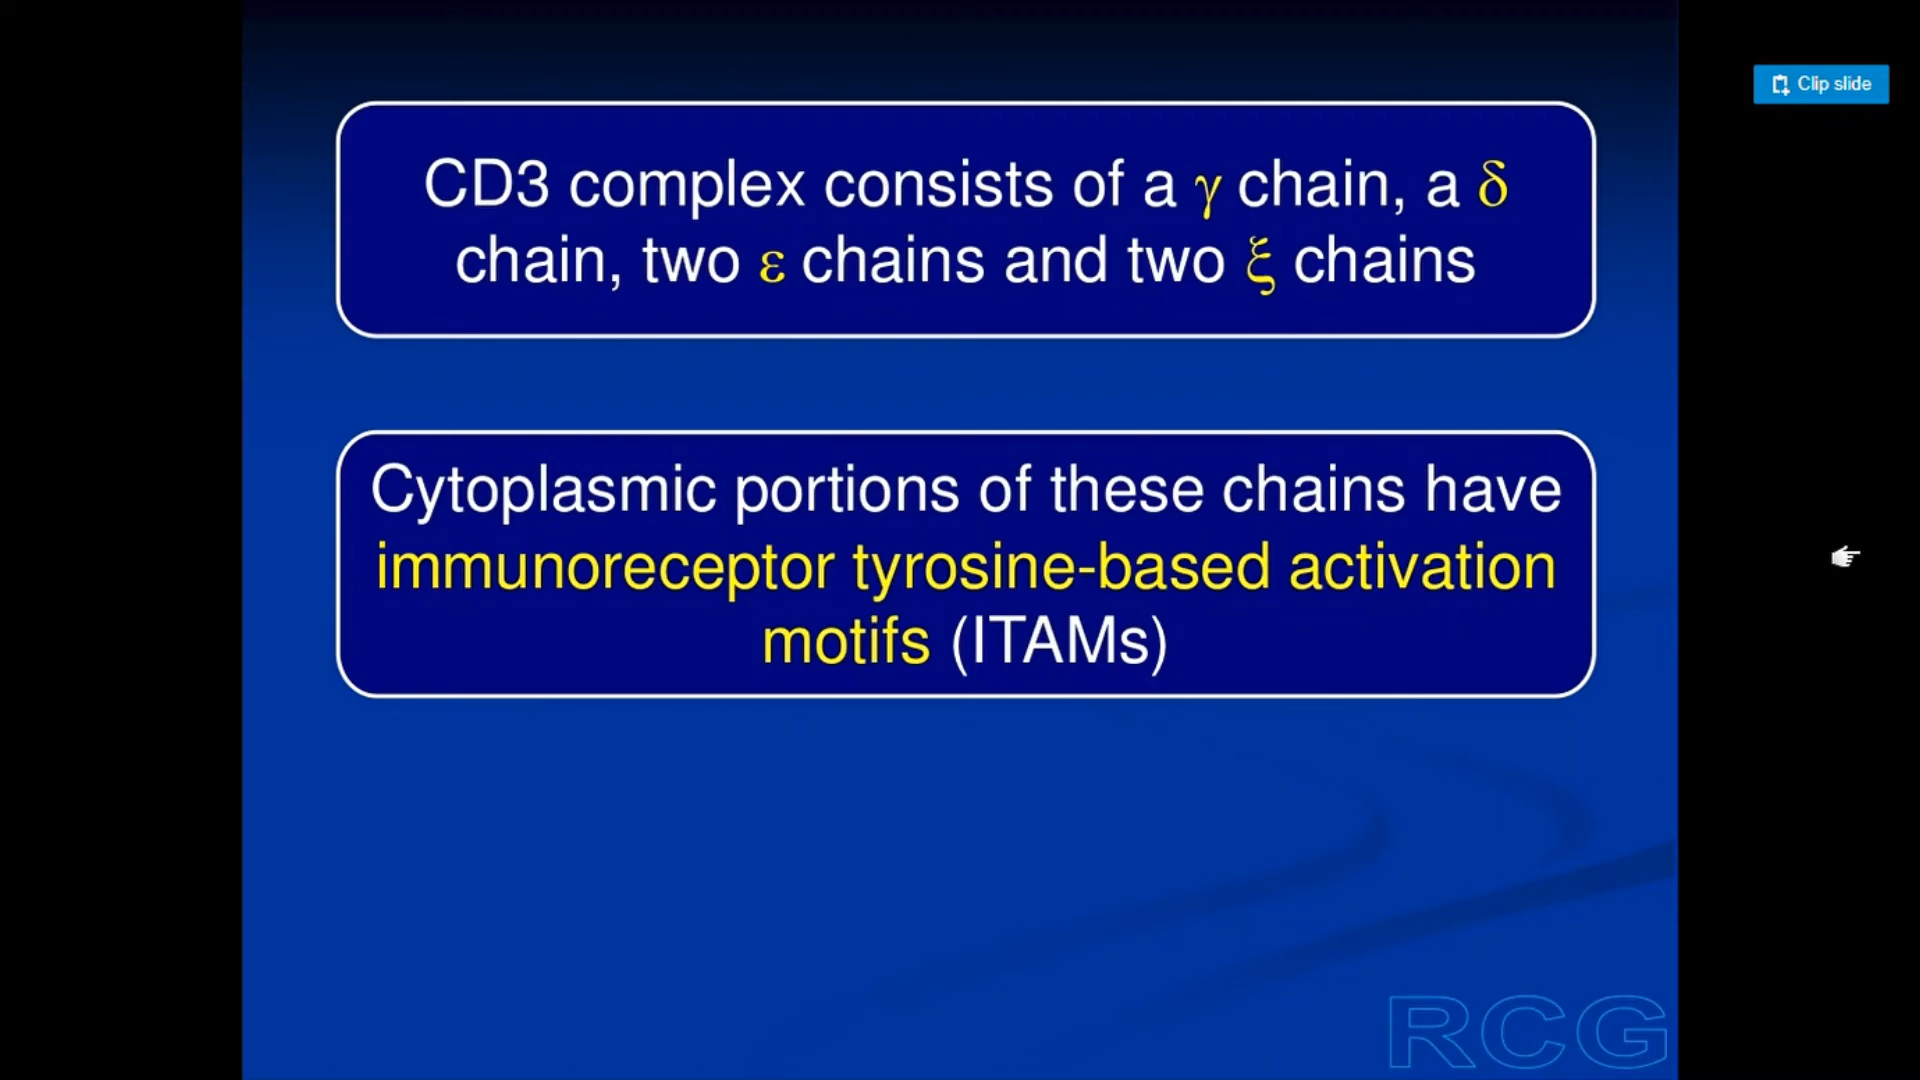 Clip slide
CD3 complex consists of a γ chain, a δ
chain, two ε chains and two ξ chains
Cytoplasmic portions of these chains have
immunoreceptor tyrosine-based activation
motifs (ITAMs)
RCG